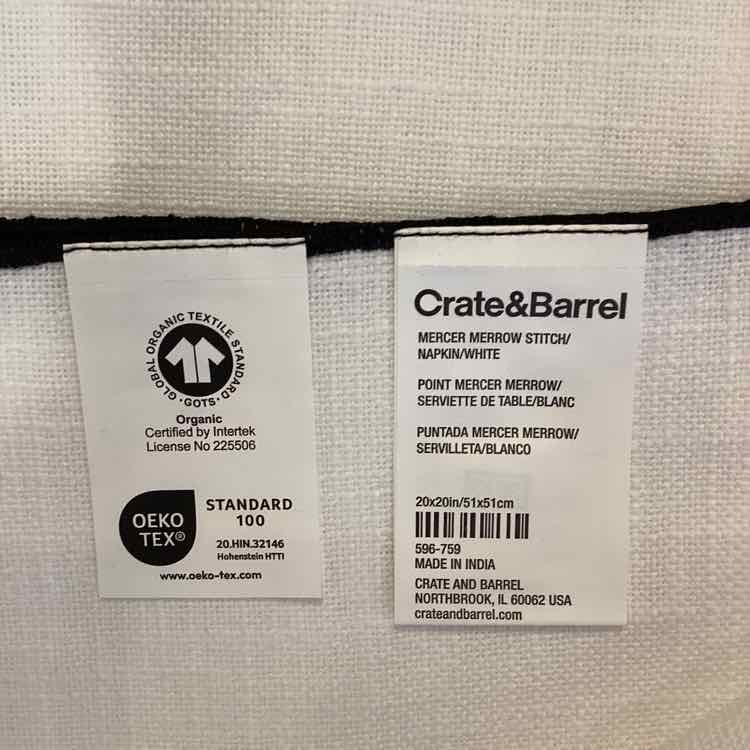 GLOBAL ORGANIC TEXTILE STANDARD
· GOTS ·
Organic
Certified by Intertek
License No 225506
OEKO
TEX®
STANDARD
100
20.HIN.32146
Hohenstein HTTI
www.oeko-tex.com
Crate&Barrel
MERCER MERROW STITCH/
NAPKIN/WHITE
POINT MERCER MERROW/
SERVIETTE DE TABLE/BLANC
PUNTADA MERCER MERROW/
SERVILLETA/BLANCO
20x20in/51x51cm
596-759
MADE IN INDIA
CRATE AND BARREL
NORTHBROOK, IL 60062 USA
crateandbarrel.com